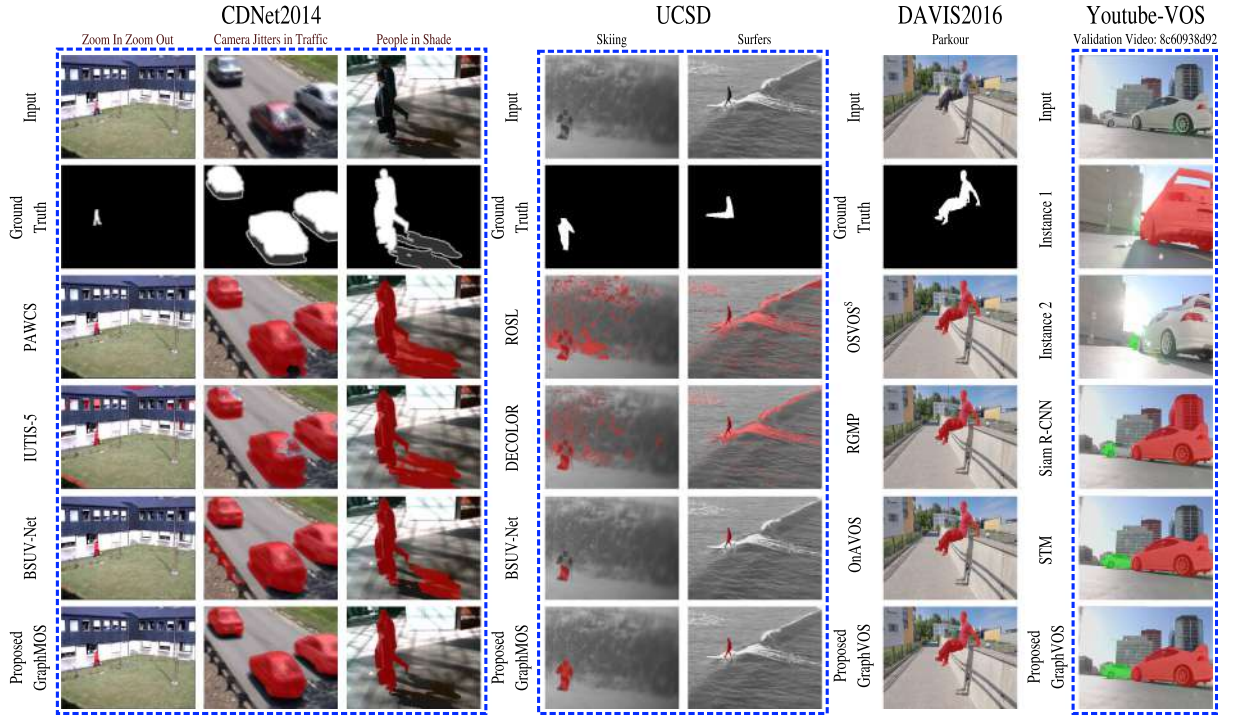 CDNet2014
UCSD
DAVIS2016
Youtube-VOS
Zoom In Zoom Out
Camera Jitters in Traffic
People in Shade
Skiing
Surfers
Parkour
Validation Video: 8c60938d92
Input
Input
Input
Input
Ground
Truth
Ground
Truth
Ground
Truth
Instance 1
PAWCS
ROSL
OSVOS^S
Instance 2
IUTIS-5
DECOLOR
RGMP
Siam R-CNN
BSUV-Net
BSUV-Net
OnAVOS
STM
Proposed
GraphMOS
Proposed
GraphMOS
Proposed
GraphVOS
Proposed
GraphVOS